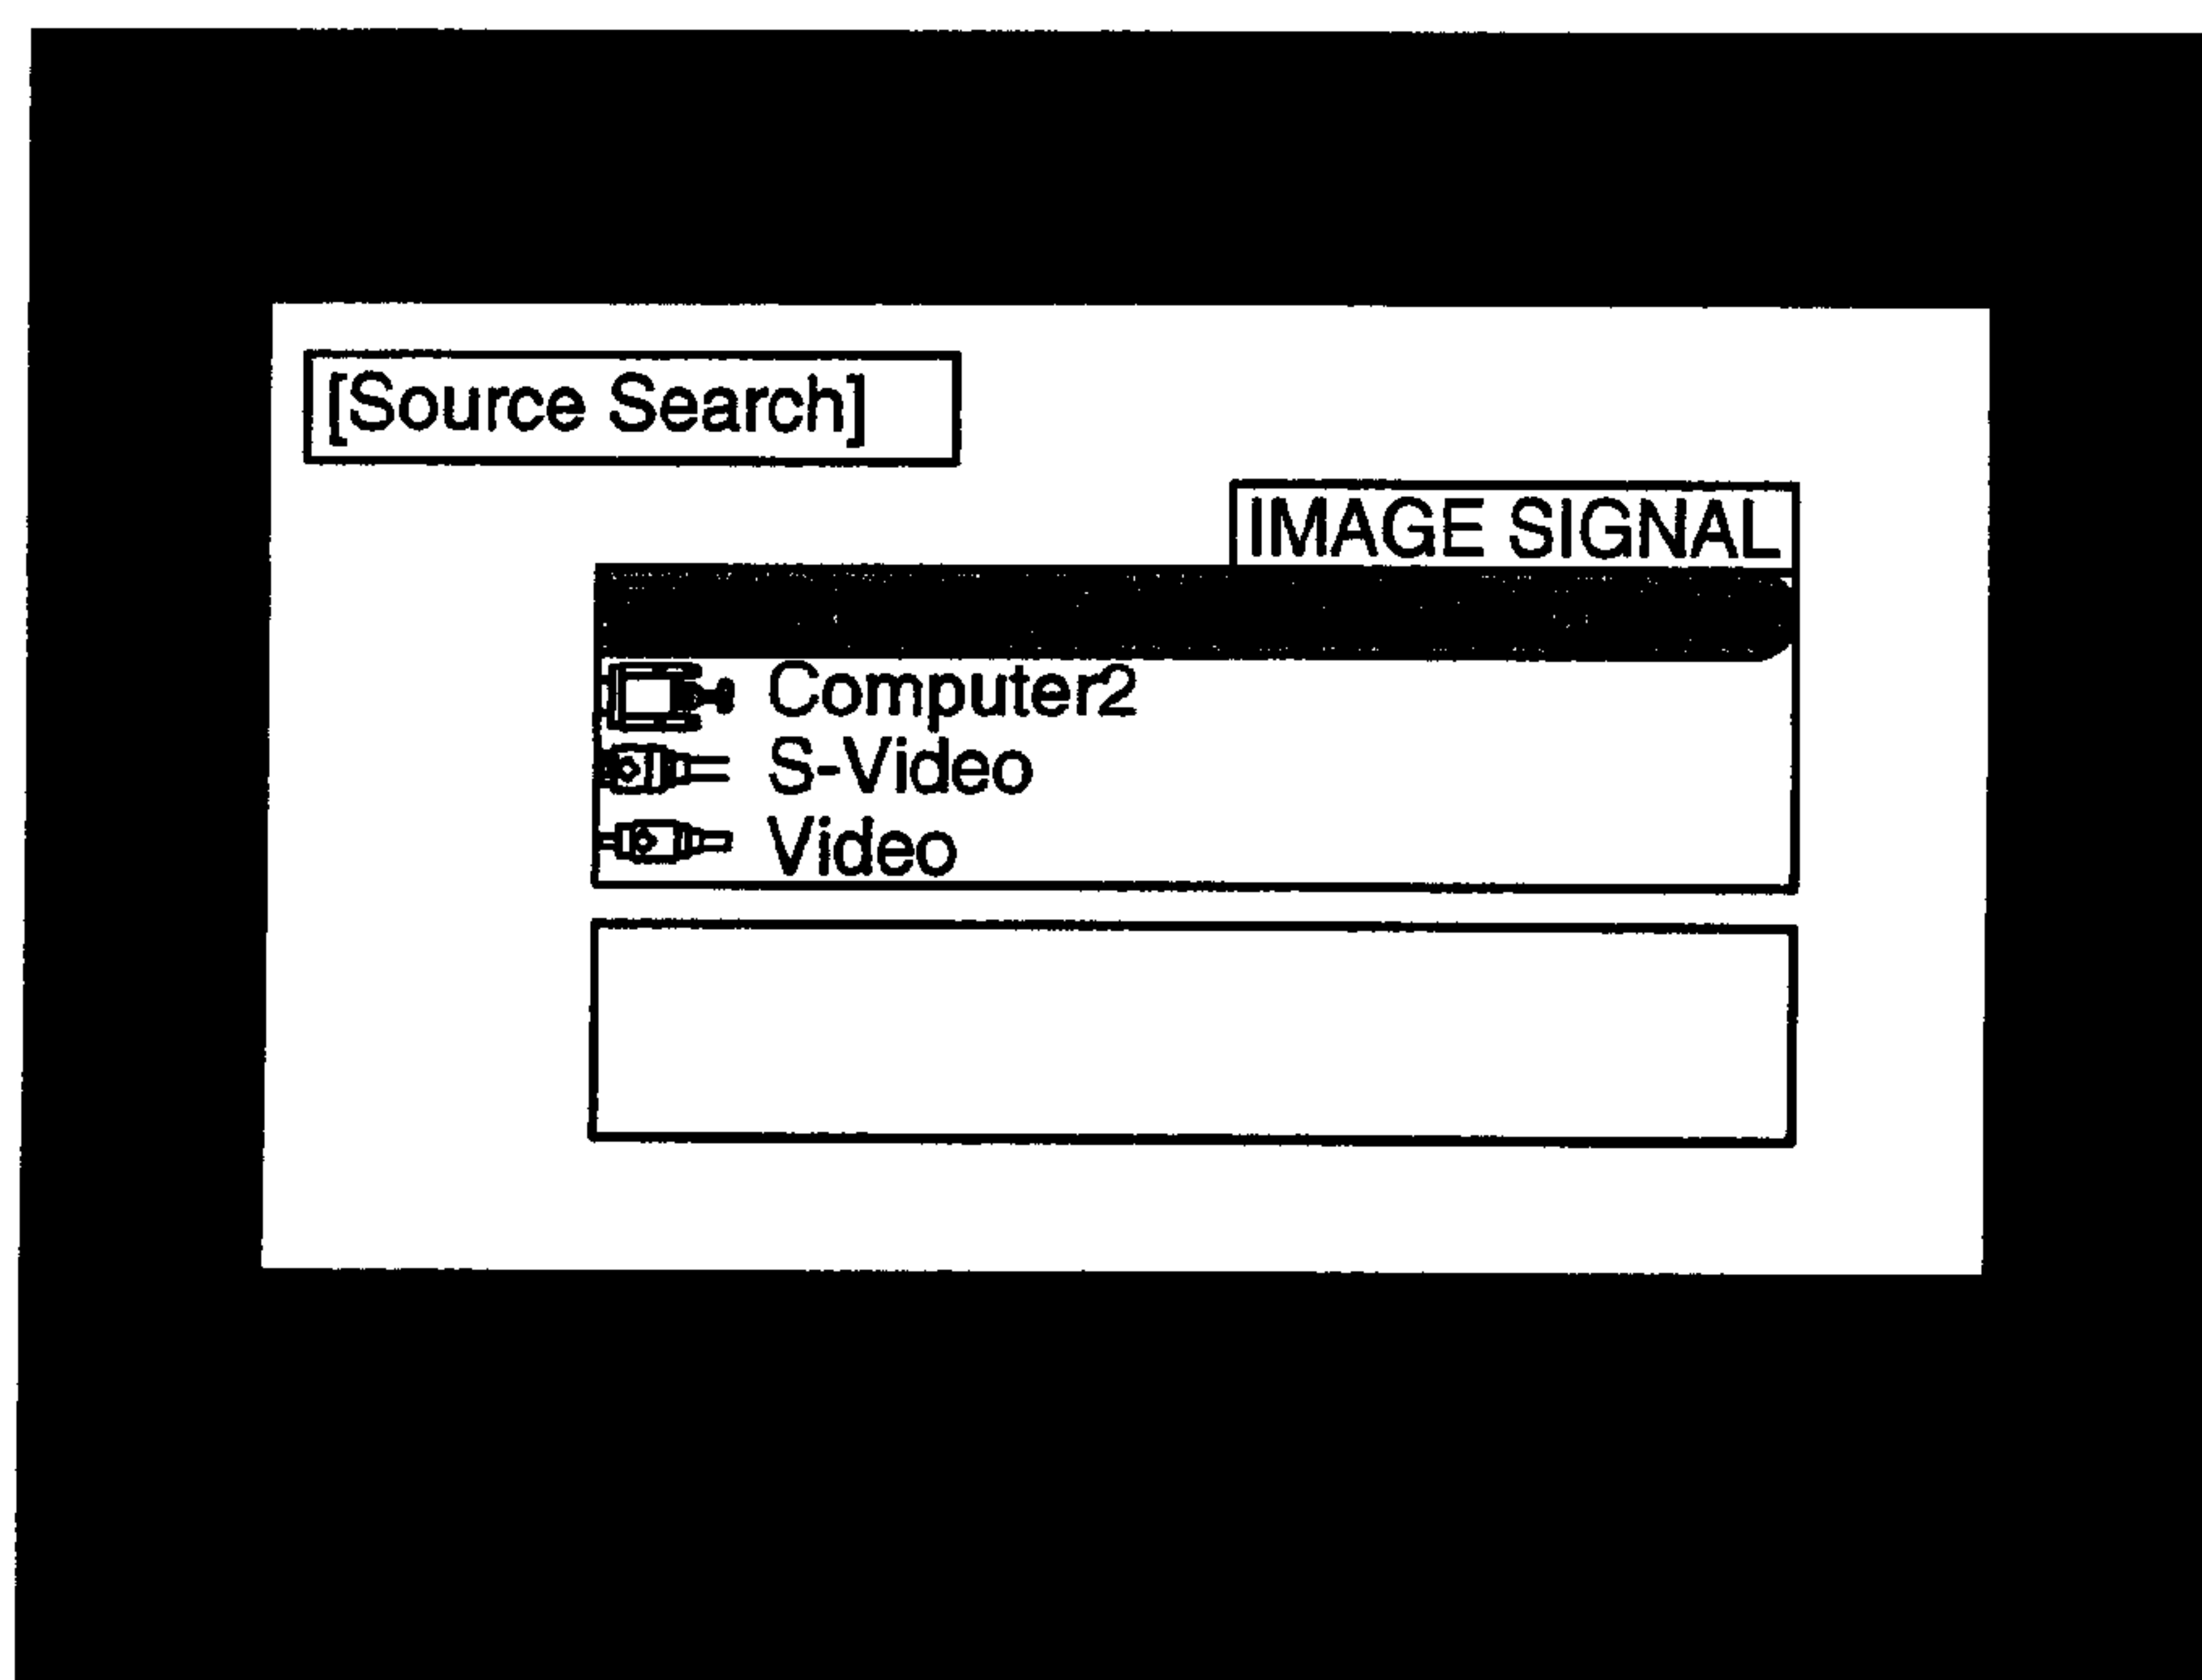 [Source Search]
IMAGE SIGNAL
Computer2
S-Video
Video